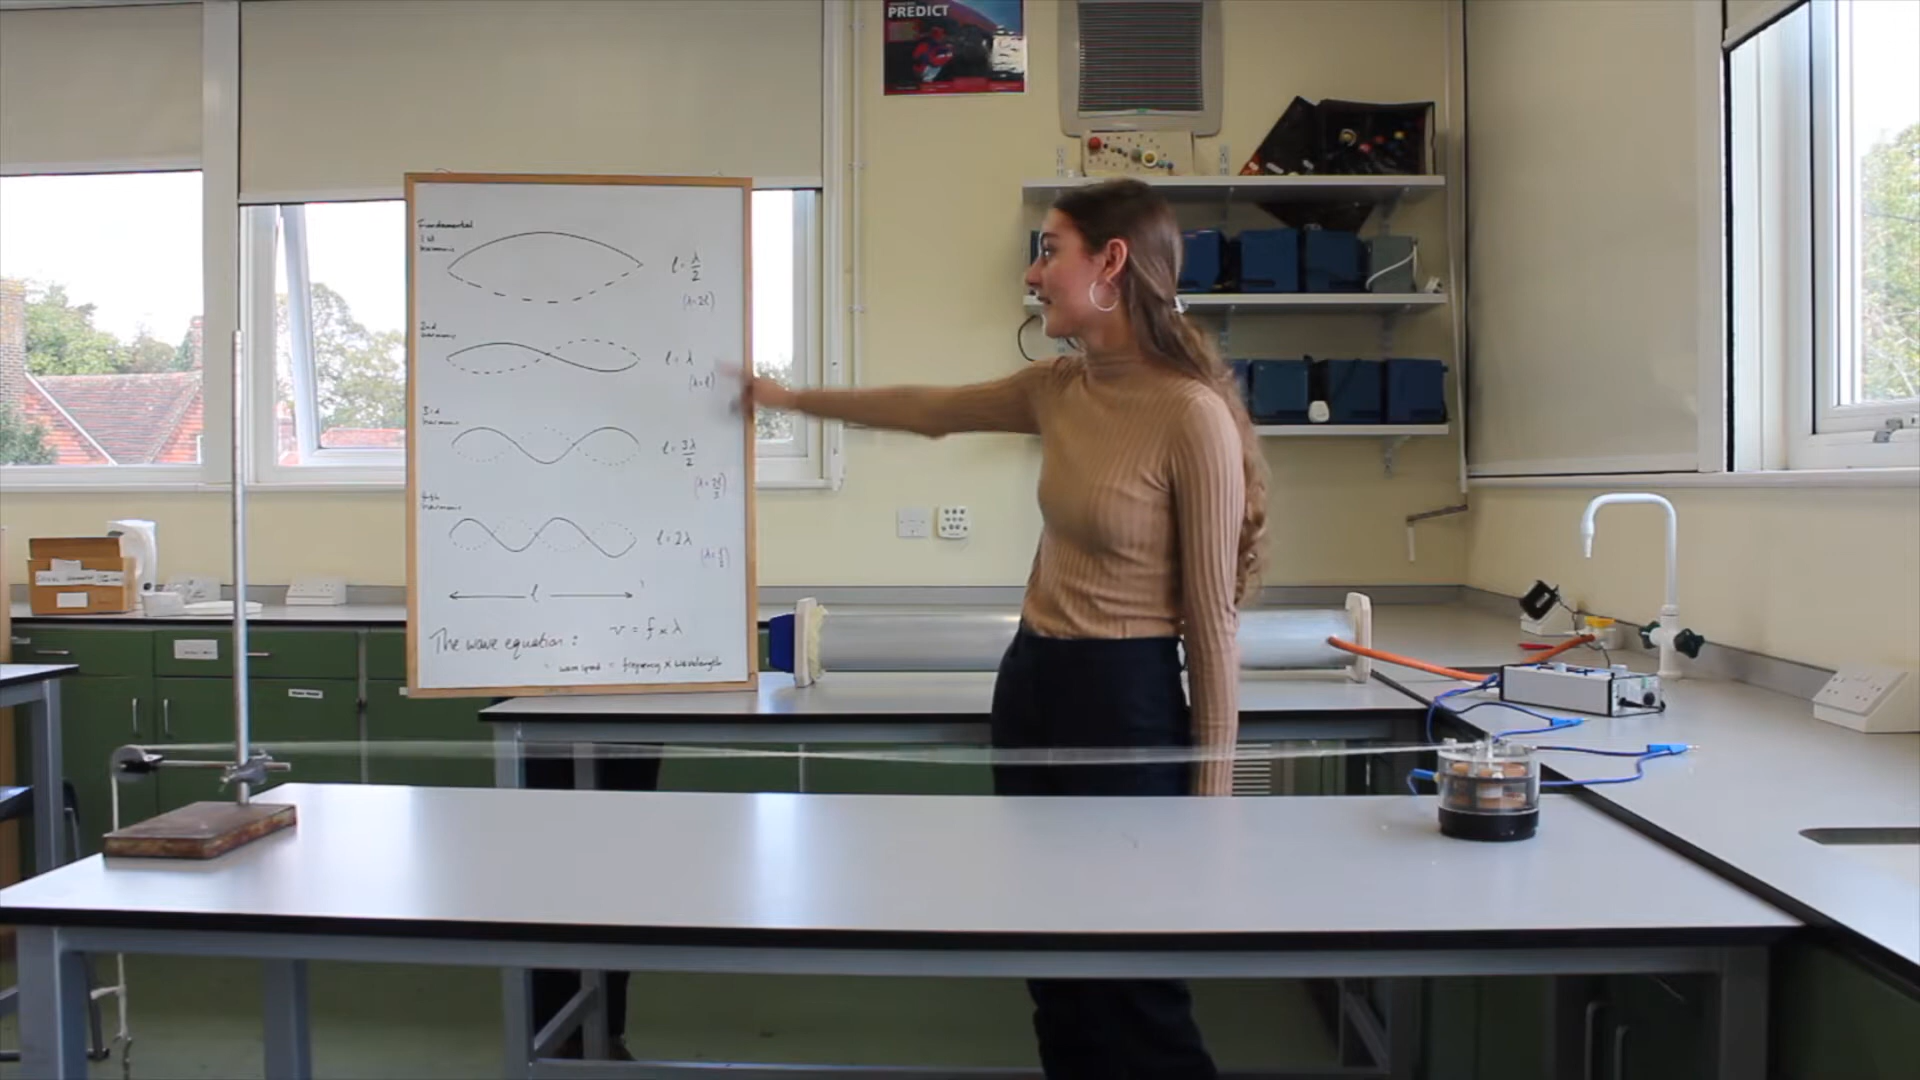 PREDICT
Fundamental
1st
harmonic
l = λ/2
(λ = 2l)
2nd
harmonic
l = λ
(λ = l)
3rd
harmonic
l = 3λ/2
(λ = 2l/3)
4th
harmonic
l = 2λ
l
The wave equation: v = f x λ
wave speed = frequency x wavelength